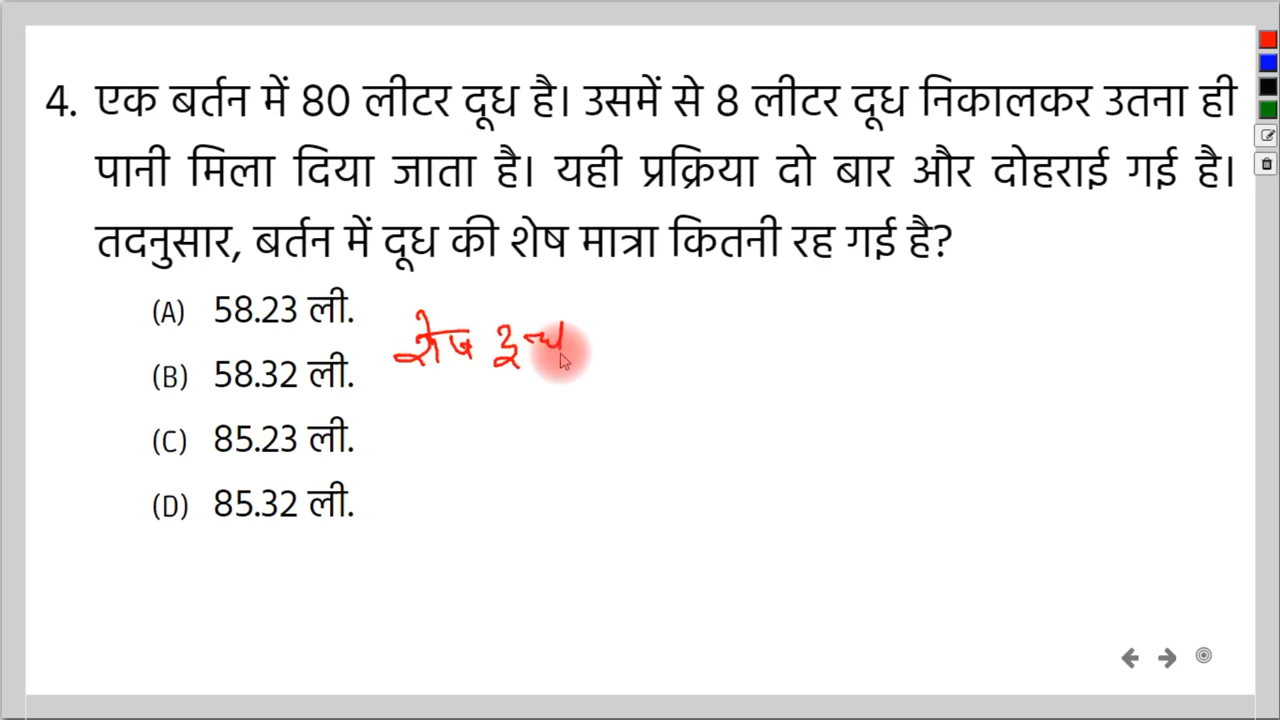 4. एक बर्तन में 80 लीटर दूध है। उसमें से 8 लीटर दूध निकालकर उतना ही
पानी मिला दिया जाता है। यही प्रक्रिया दो बार और दोहराई गई है।
तदनुसार, बर्तन में दूध की शेष मात्रा कितनी रह गई है?
(A) 58.23 ली.
शेष
(B) 58.32 ली.
(C) 85.23 ली.
(D) 85.32 ली.